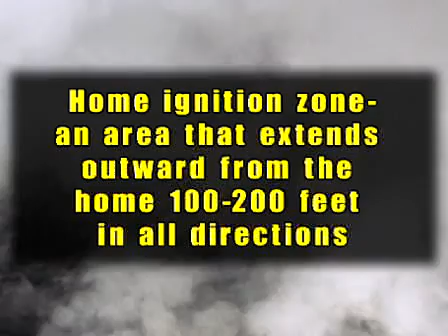 Home ignition zone-
an area that extends
outward from the
home 100-200 feet
in all directions